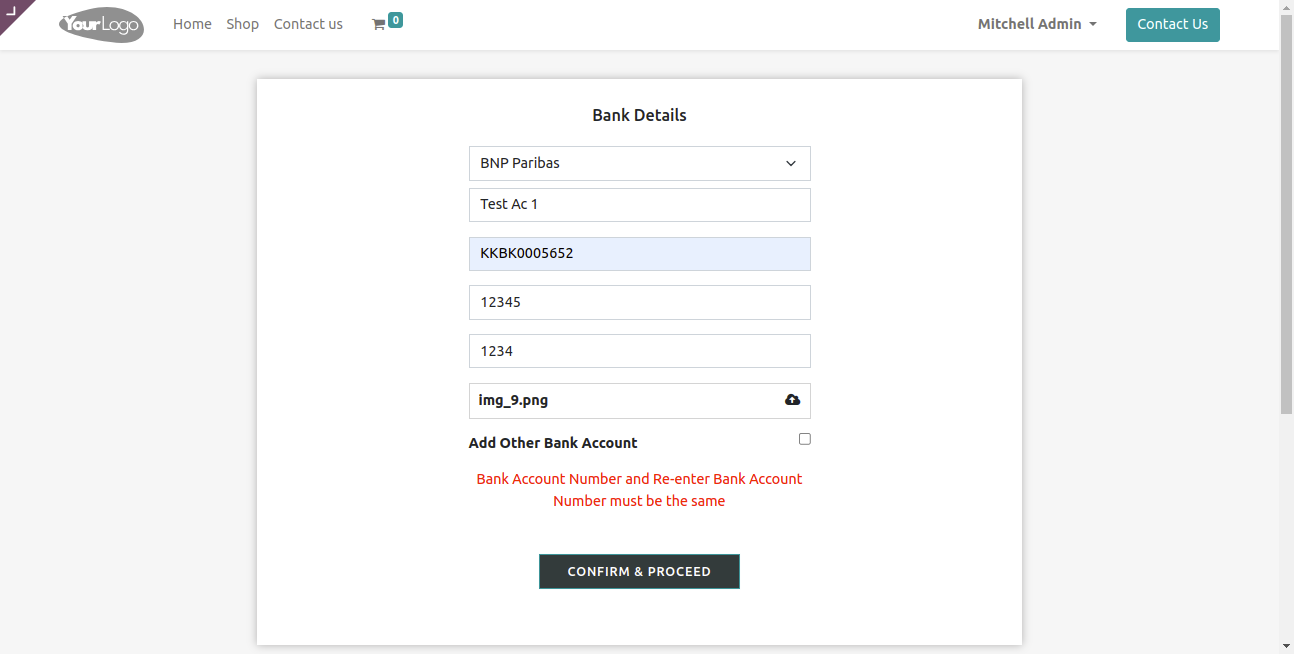 YourLogo
Home Shop Contact us 0 Mitchell Admin Contact Us
Bank Details
BNP Paribas
Test Ac 1
KKBK0005652
12345
1234
img_9.png
Add Other Bank Account
Bank Account Number and Re-enter Bank Account
Number must be the same
CONFIRM & PROCEED